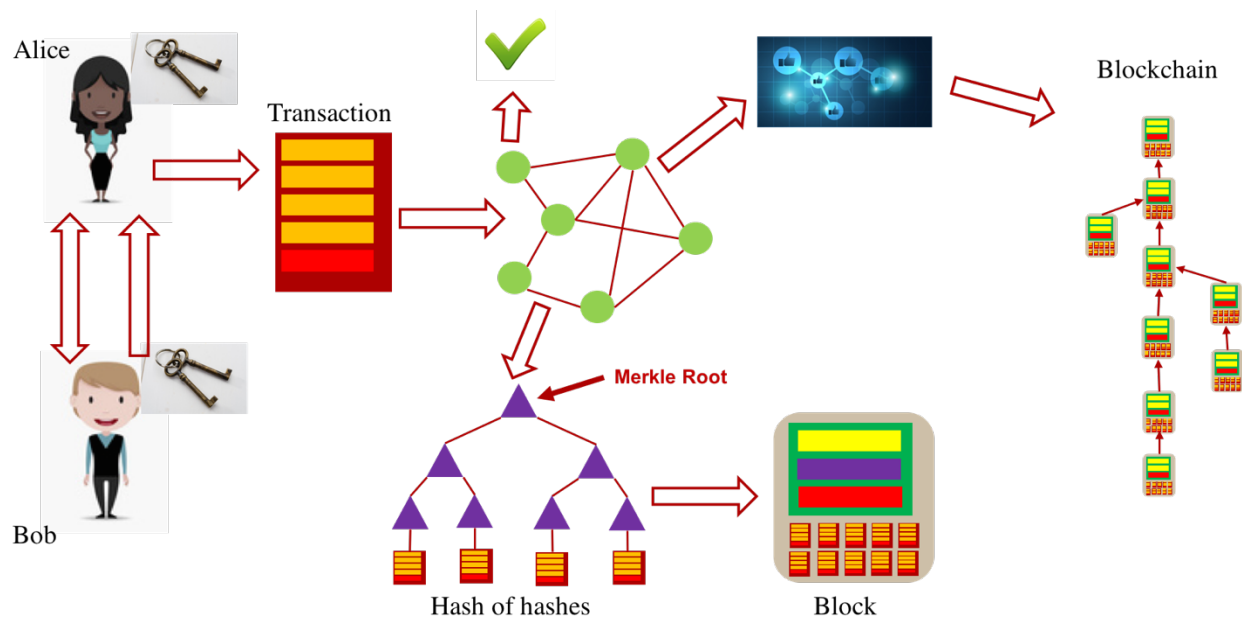 Alice
Transaction
Blockchain
Merkle Root
Bob
Hash of hashes
Block